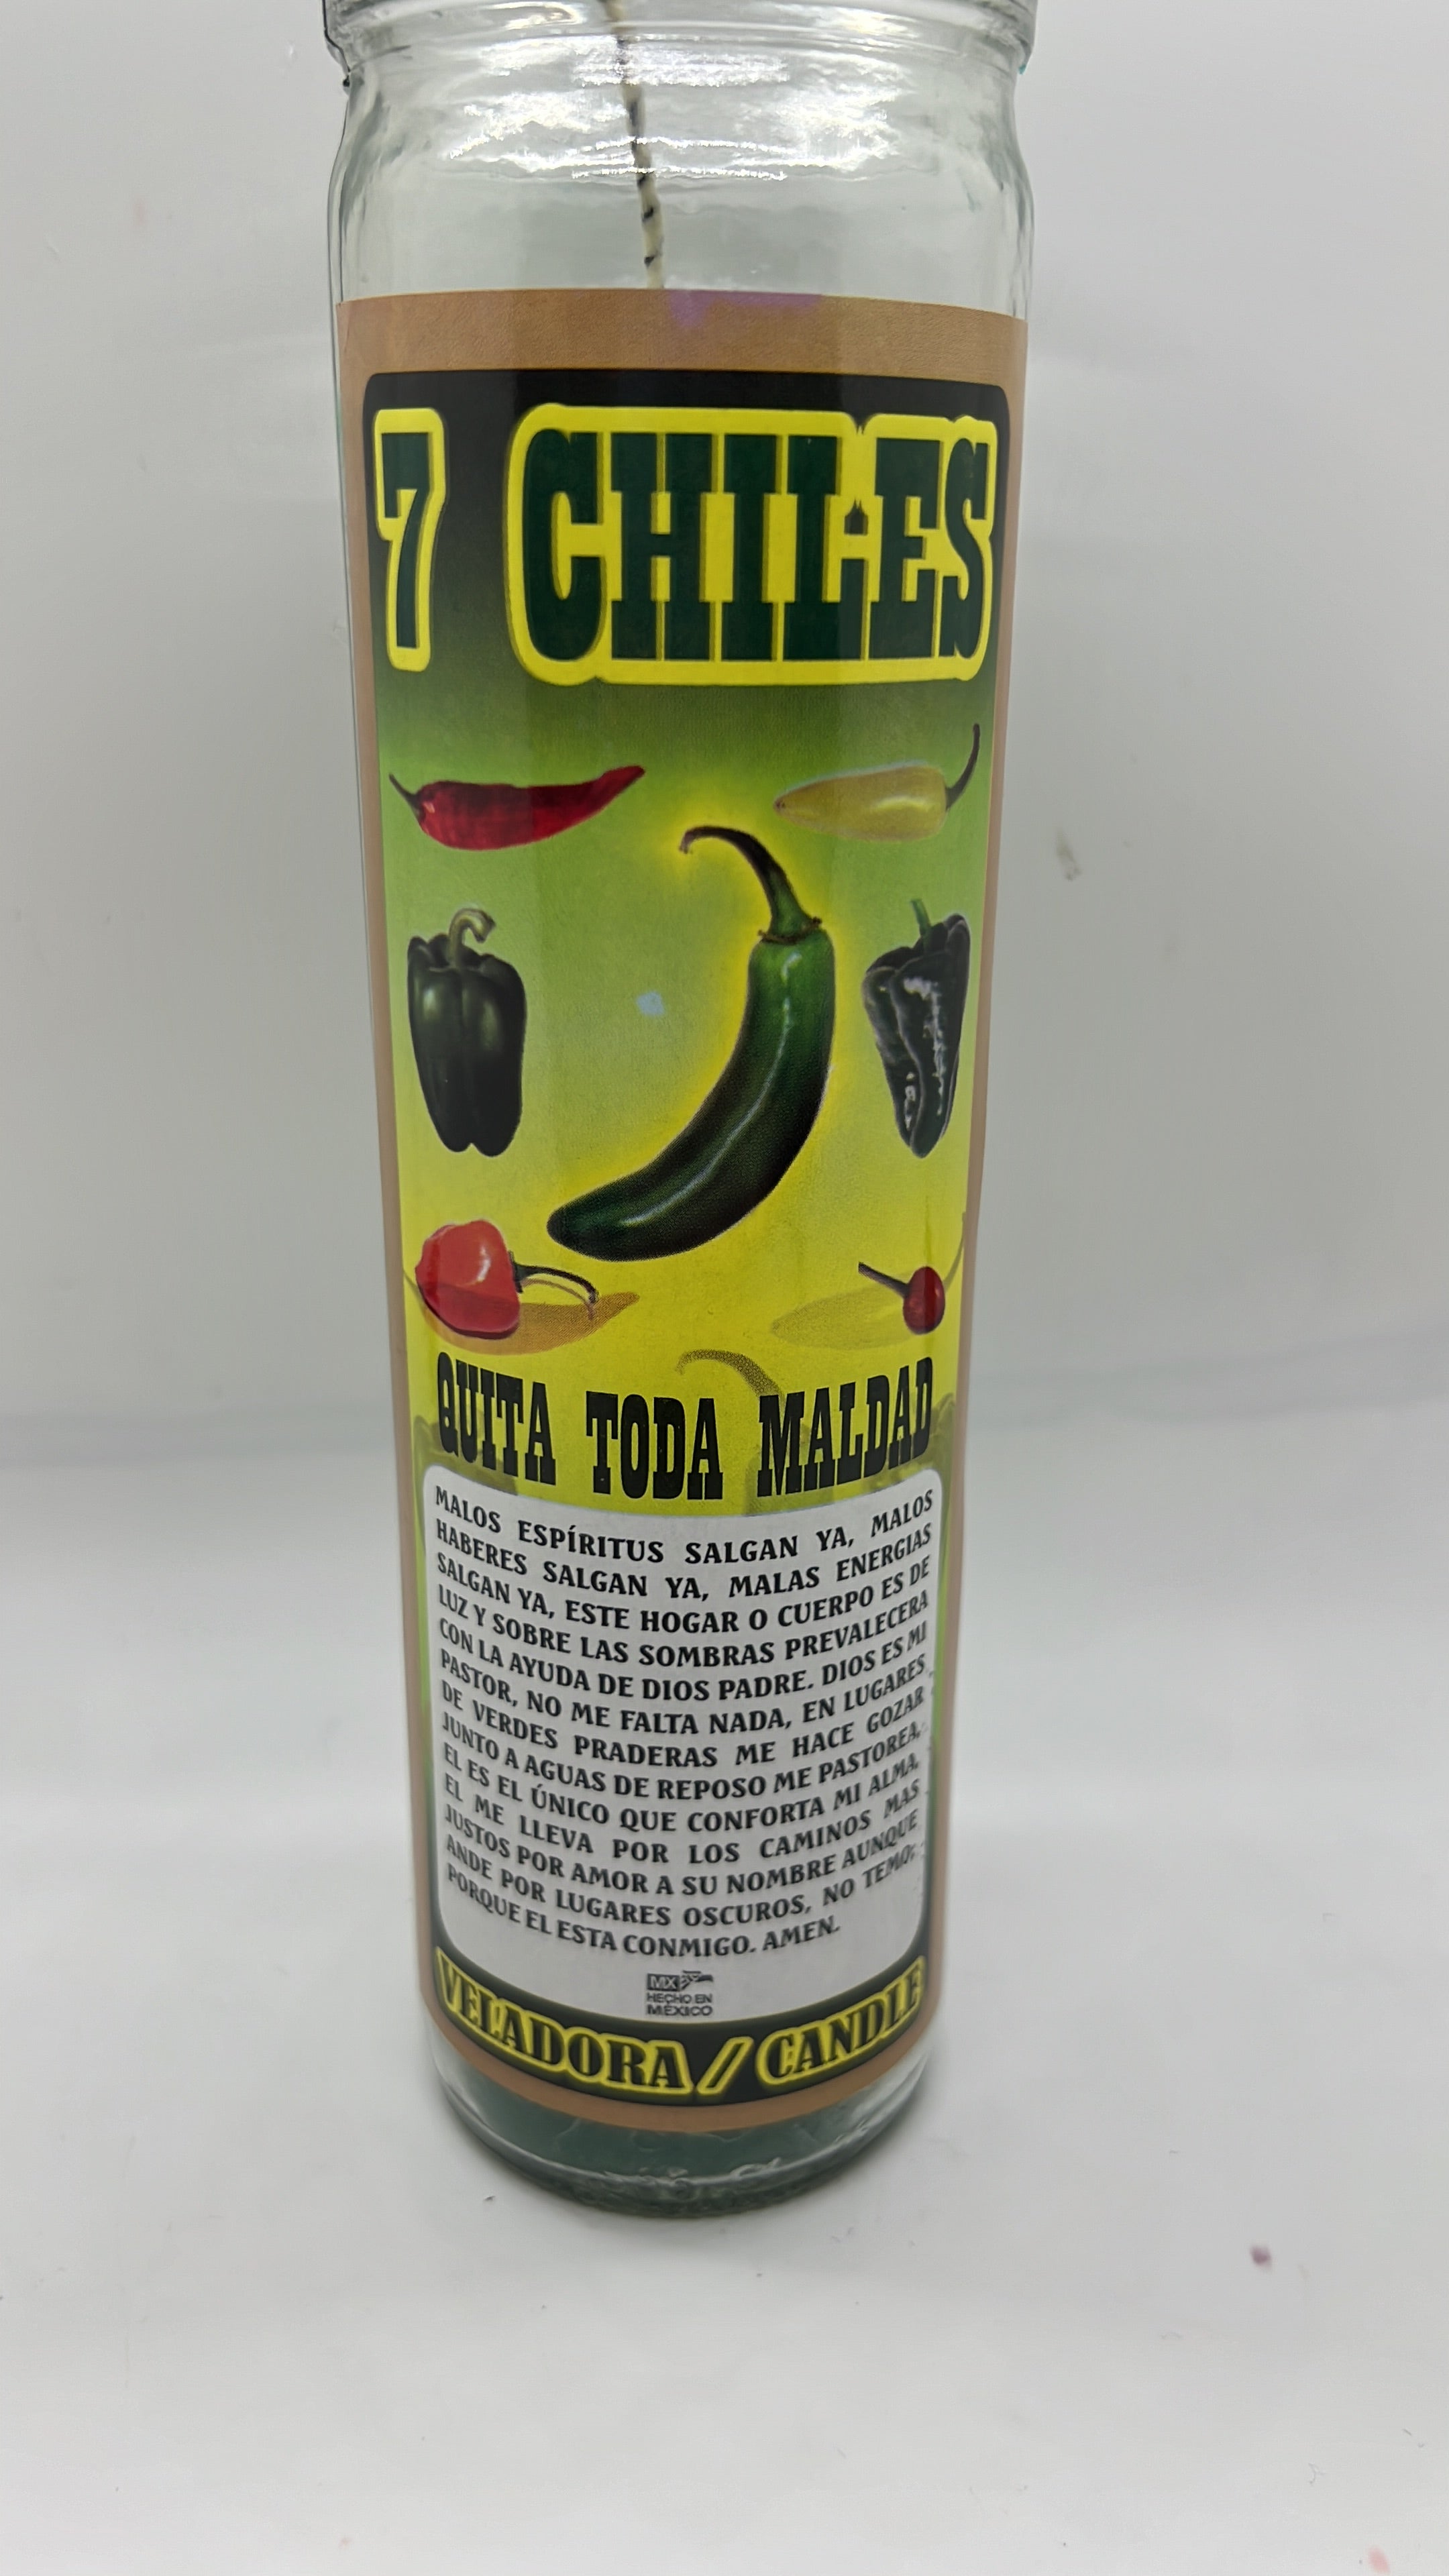 7 CHILES
QUITA TODA MALDAD
MALOS ESPÍRITUS SALGAN YA, MALOS
HABERES SALGAN YA, MALAS ENERGIAS
SALGAN YA, ESTE HOGAR O CUERPO ES DE
LUZ Y SOBRE LAS SOMBRAS PREVALECERA
CON LA AYUDA DE DIOS PADRE. DIOS ES MI
PASTOR, NO ME FALTA NADA, EN LUGARES
DE VERDES PRADERAS ME HACE GOZAR
JUNTO A AGUAS DE REPOSO ME PASTOREA,
EL ES EL ÚNICO QUE CONFORTA MI ALMA,
EL ME LLEVA POR LOS CAMINOS MAS
JUSTOS POR AMOR A SU NOMBRE AUNQUE
ANDE POR LUGARES OSCUROS, NO TEMO,
PORQUE EL ESTA CONMIGO. AMEN.
MX
HECHO EN
MÉXICO
VELADORA / CANDLE